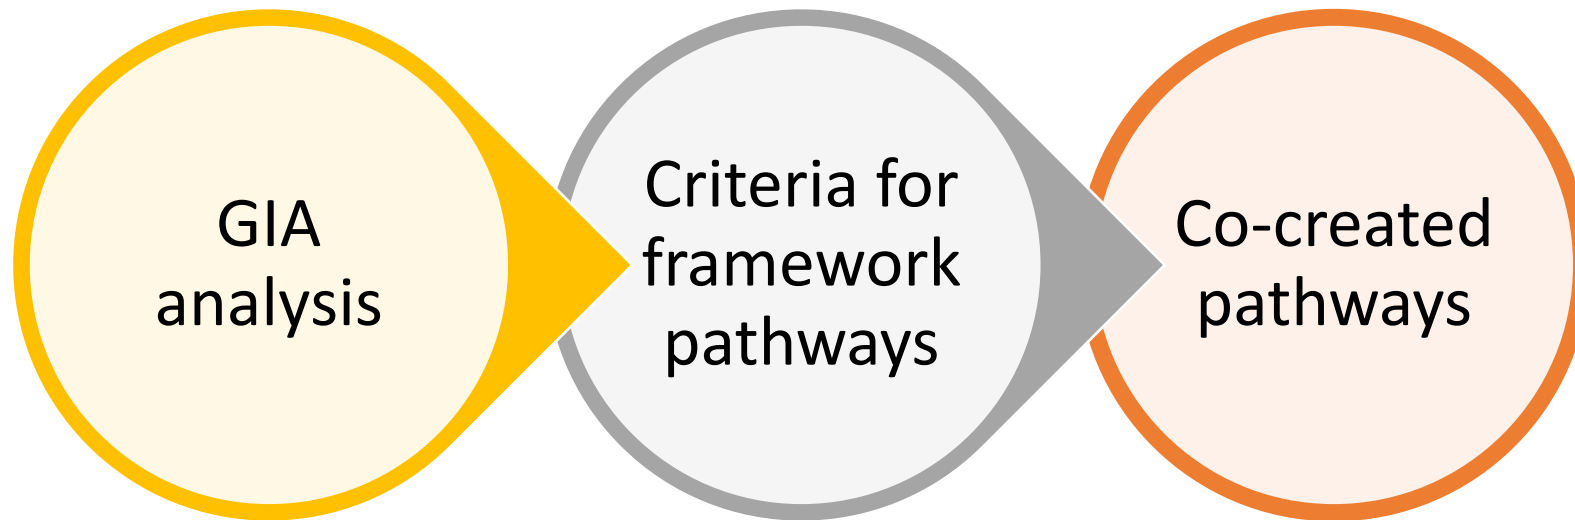 GIA
analysis
Criteria for
framework
pathways
Co-created
pathways